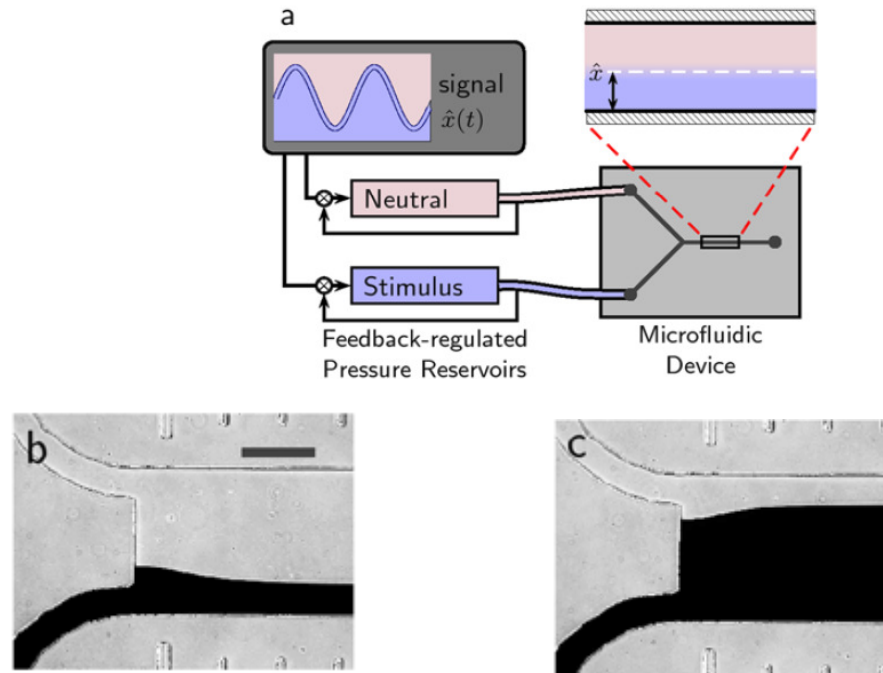 a
signal
x̂(t)
x̂
Neutral
Stimulus
Feedback-regulated
Pressure Reservoirs
Microfluidic
Device
b
c